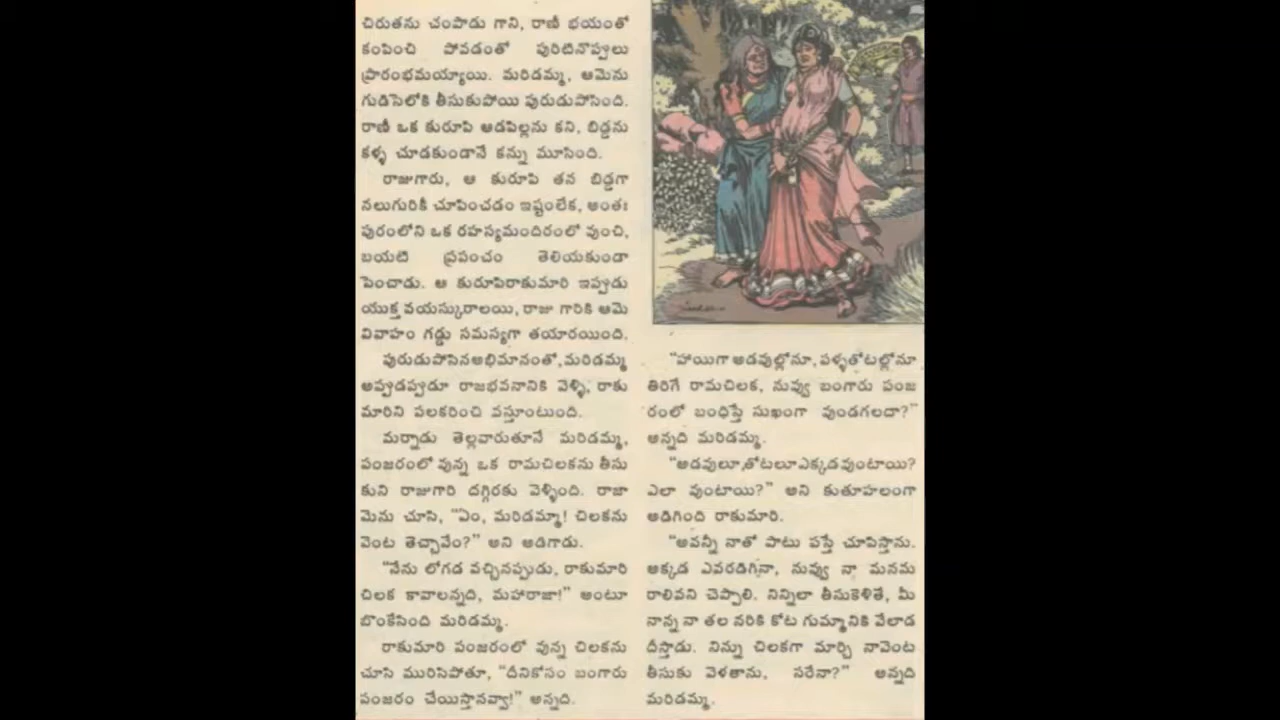 చిరుతను చంపాడు గాని, రాణీ భయంతో
కంపించి పోవడంతో పురిటినొప్పులు
ప్రారంభమయ్యాయి. మరిడమ్మ, ఆమెను
గుడిసెలోకి తీసుకుపోయి పురుడుపోసింది.
రాణీ ఒక కురూపి ఆడపిల్లను కని, బిడ్డను
కళ్ళ చూడకుండానే కన్ను మూసింది.
రాజుగారు, ఆ కురూపి తన బిడ్డగా
నలుగురికీ చూపించడం ఇష్టంలేక, అంతః
పురంలోని ఒక రహస్యమందిరంలో వుంచి,
బయటి ప్రపంచం తెలియకుండా
పెంచాడు. ఆ కురూపిరాకుమారి ఇప్పుడు
యుక్త వయస్కురాలయి, రాజు గారికి ఆమె
వివాహం గడ్డు సమస్యగా తయారయింది.
పురుడుపోసిన అభిమానంతో, మరిడమ్మ
అప్పుడప్పుడూ రాజభవనానికి వెళ్ళి, రాకు
మారిని పలకరించి వస్తూంటుంది.
మర్నాడు తెల్లవారుతూనే మరిడమ్మ,
పంజరంలో వున్న ఒక రామచిలకను తీసు
కుని రాజుగారి దగ్గిరకు వెళ్ళింది. రాజా
మెను చూసి, "ఏం, మరిడమ్మా! చిలకను
వెంట తెచ్చావేం?" అని అడిగాడు.
"నేను లోగడ వచ్చినప్పుడు, రాకుమారి
చిలక కావాలన్నది, మహారాజా!" అంటూ
బొంకేసింది మరిడమ్మ.
రాకుమారి పంజరంలో వున్న చిలకను
చూసి మురిసిపోతూ, "దీనికోసం బంగారు
పంజరం చేయిస్తానవ్వా!" అన్నది.
"హాయిగా అడవుల్లోనూ, పళ్ళతోటల్లోనూ
తిరిగే రామచిలక, నువ్వు బంగారు పంజ
రంలో బంధిస్తే సుఖంగా వుండగలదా?"
అన్నది మరిడమ్మ.
"అడవులూ, తోటలూ ఎక్కడ వుంటాయి?
ఎలా వుంటాయి?" అని కుతూహలంగా
అడిగింది రాకుమారి.
"అవన్నీ నాతో పాటు వస్తే చూపిస్తాను.
అక్కడ ఎవరడిగినా, నువ్వు నా మనమ
రాలివని చెప్పాలి. నిన్నిలా తీసుకెళితే, మీ
నాన్న నా తల నరికి కోట గుమ్మానికి వేలాడ
దీస్తాడు. నిన్ను చిలకగా మార్చి నావెంట
తీసుకు వెళతాను, సరేనా?" అన్నది
మరిడమ్మ.